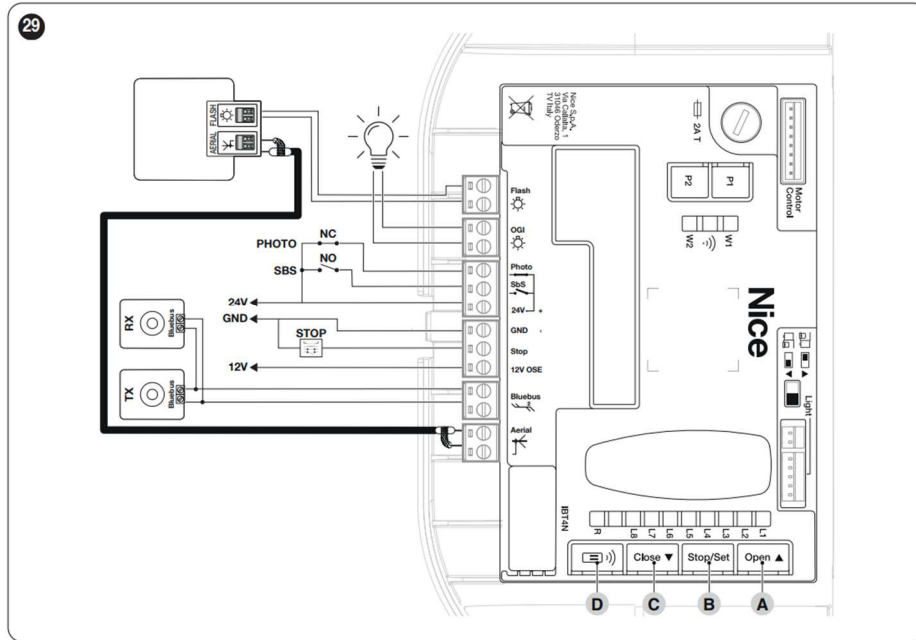 29
FLASH
AERIAL
PHOTO
NC
SBS
NO
24V
GND
STOP
12V
RX
Bluebus
TX
Bluebus
Nice S.p.A.
Via Callalta, 1
31046 Oderzo
TV Italy
2A T
Motor
Control
P2
P1
W2
W1
Flash
OGI
Photo
SbS
24V +
GND -
Stop
12V OSE
Bluebus
Aerial
Nice
Light
IBT4N
R
L8
L7
L6
L5
L4
L3
L2
L1
Close ▼
Stop/Set
Open ▲
D
C
B
A